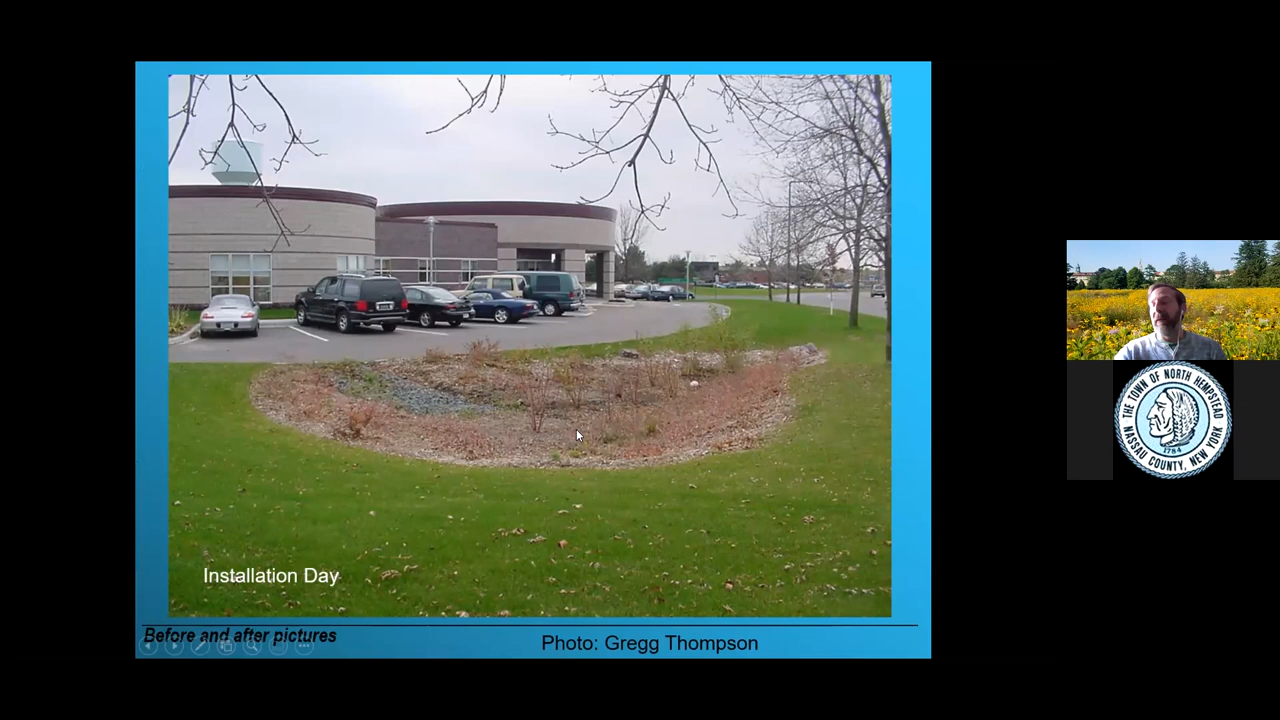 Installation Day
Before and after pictures
Photo: Gregg Thompson
THE TOWN OF NORTH HEMPSTEAD
1784
NASSAU COUNTY, NEW YORK